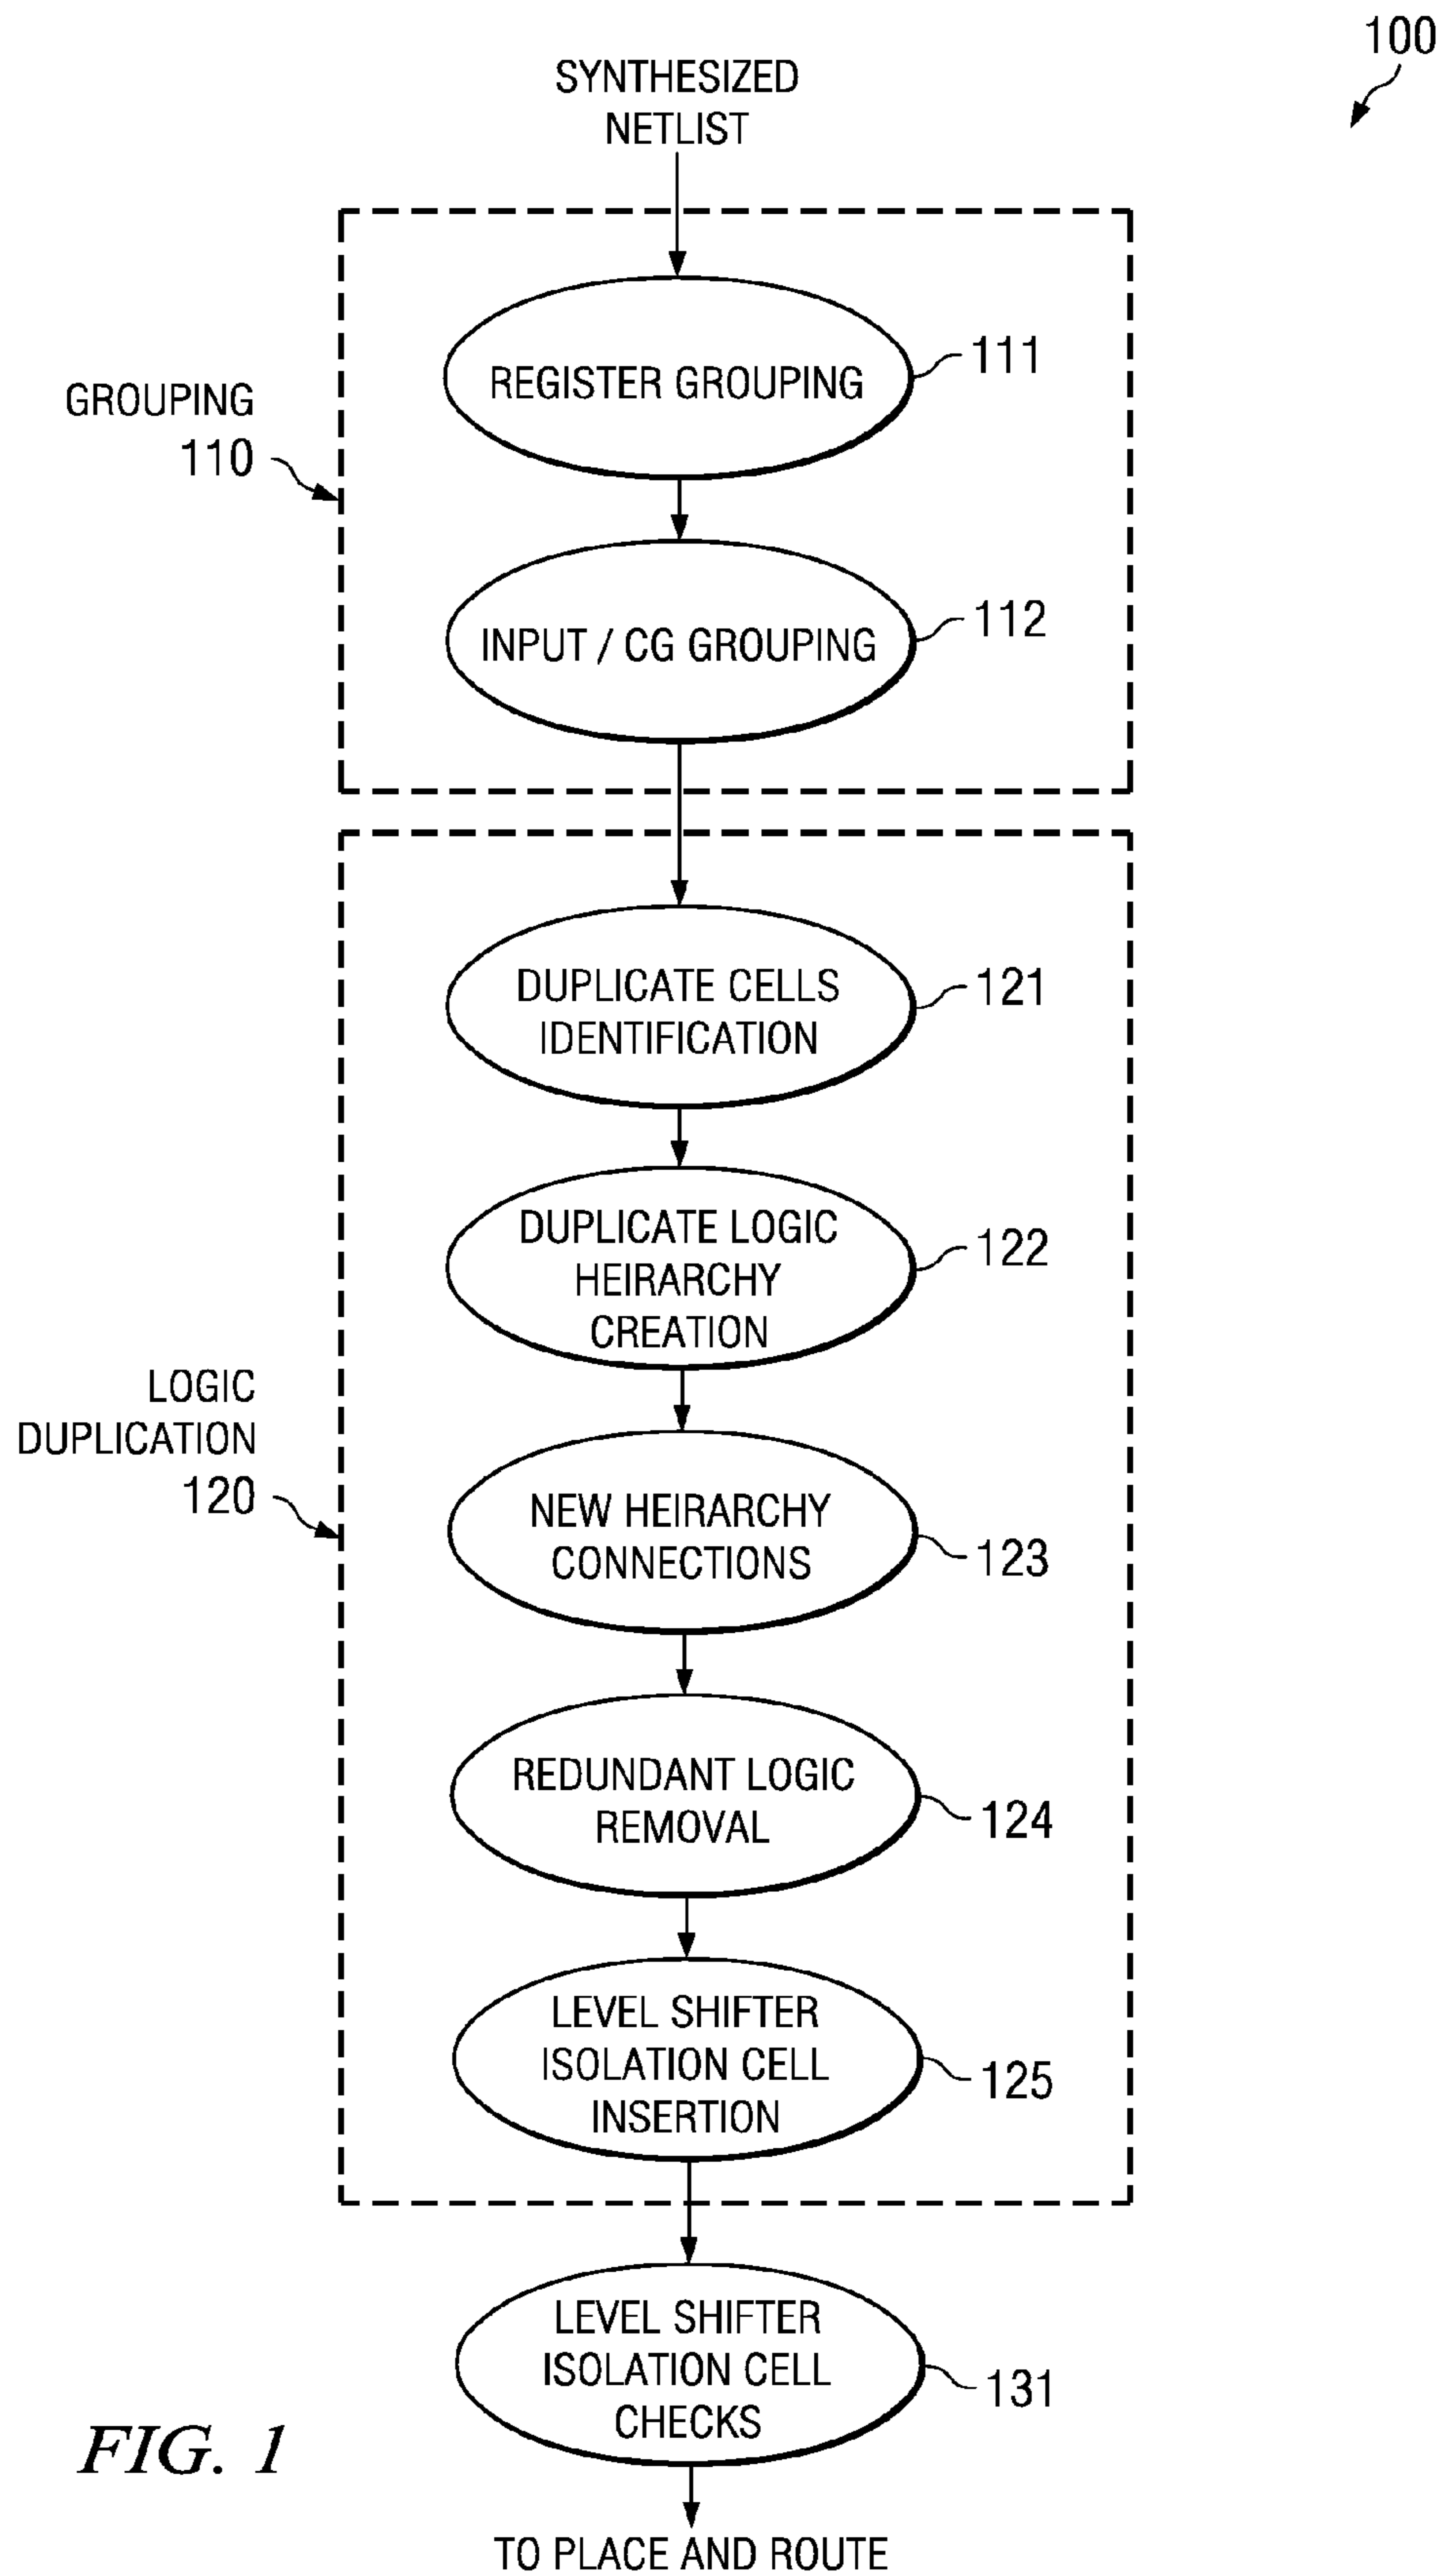 100
SYNTHESIZED
NETLIST
REGISTER GROUPING
111
GROUPING
110
INPUT / CG GROUPING
112
DUPLICATE CELLS
IDENTIFICATION
121
DUPLICATE LOGIC
HEIRARCHY
CREATION
122
LOGIC
DUPLICATION
120
NEW HEIRARCHY
CONNECTIONS
123
REDUNDANT LOGIC
REMOVAL
124
LEVEL SHIFTER
ISOLATION CELL
INSERTION
125
LEVEL SHIFTER
ISOLATION CELL
CHECKS
131
FIG. 1
TO PLACE AND ROUTE